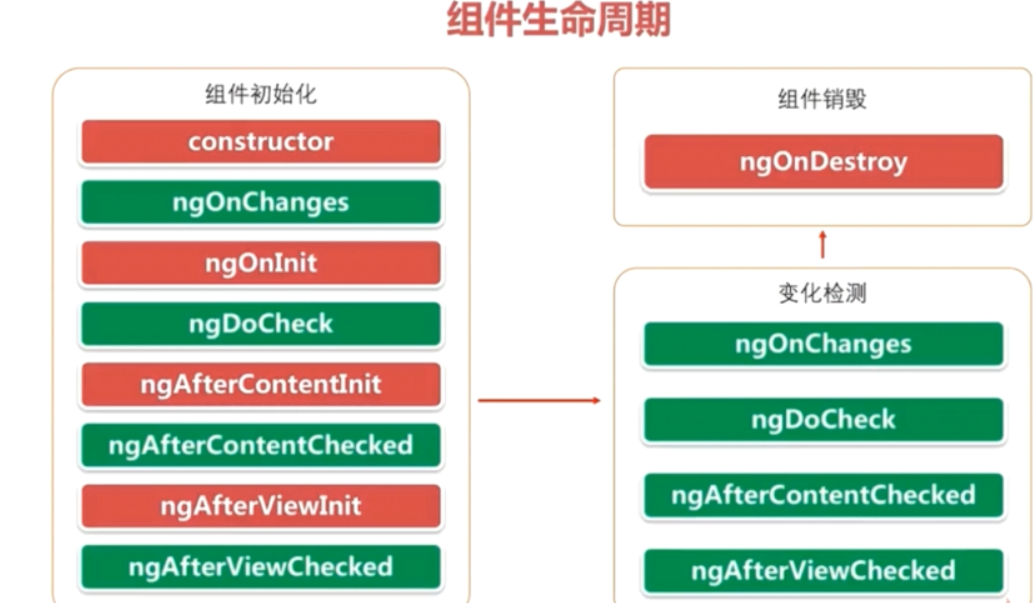 组件生命周期
组件初始化
constructor
ngOnChanges
ngOnInit
ngDoCheck
ngAfterContentInit
ngAfterContentChecked
ngAfterViewInit
ngAfterViewChecked
组件销毁
ngOnDestroy
变化检测
ngOnChanges
ngDoCheck
ngAfterContentChecked
ngAfterViewChecked